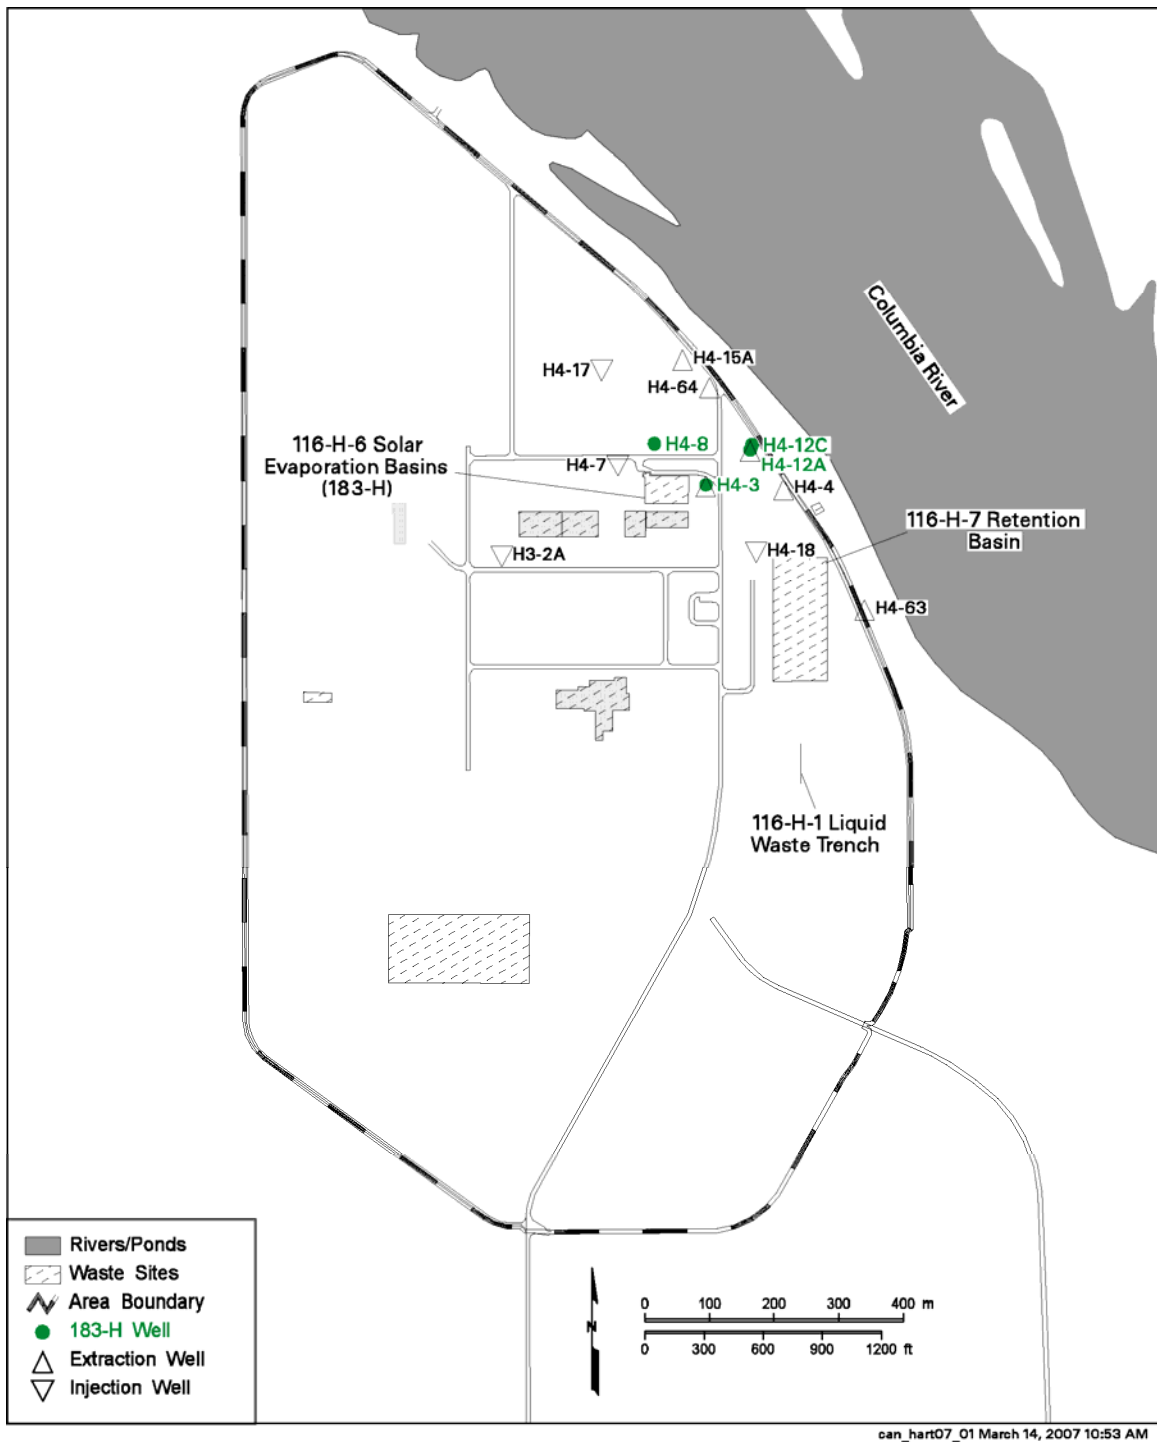 Columbia River
H4-15A
H4-17
H4-64
H4-8
H4-12C
H4-12A
116-H-6 Solar
Evaporation Basins
(183-H)
H4-7
H4-3
H4-4
116-H-7 Retention
Basin
H3-2A
H4-18
H4-63
116-H-1 Liquid
Waste Trench
Rivers/Ponds
Waste Sites
Area Boundary
183-H Well
Extraction Well
Injection Well
N
0 100 200 300 400 m
0 300 600 900 1200 ft
can_hart07_01 March 14, 2007 10:53 AM